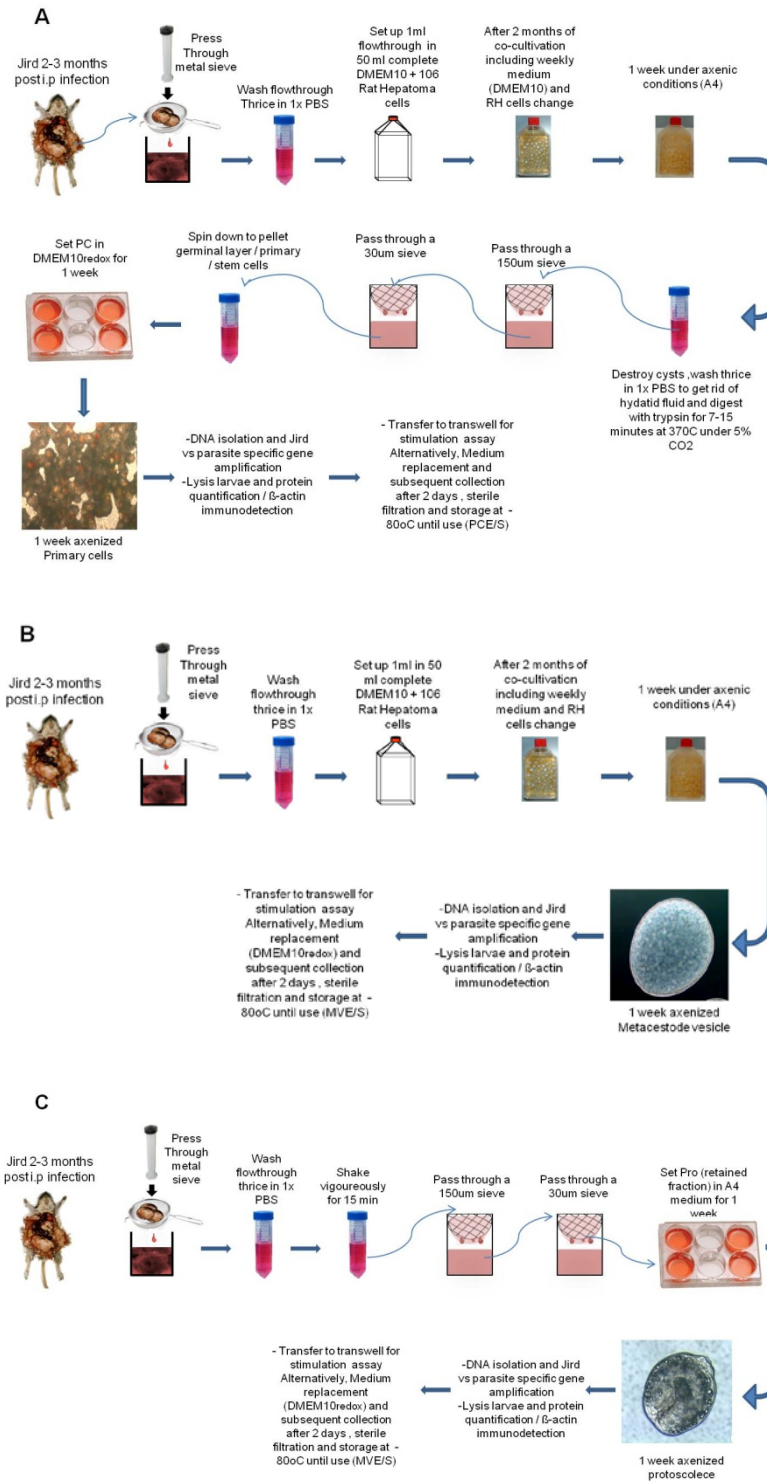 A
Jird 2-3 months
post i.p infection
Press
Through
metal sieve
Wash flowthrough
Thrice in 1x PBS
Set up 1ml
flowthrough in
50 ml complete
DMEM10 + 106
Rat Hepatoma
cells
After 2 months of
co-cultivation
including weekly
medium
(DMEM10) and
RH cells change
1 week under axenic
conditions (A4)
Destroy cysts ,wash thrice
in 1x PBS to get rid of
hydatid fluid and digest
with trypsin for 7-15
minutes at 370C under 5%
CO2
Pass through a
150um sieve
Pass through a
30um sieve
Spin down to pellet
germinal layer / primary
/ stem cells
Set PC in
DMEM10redox for
1 week
1 week axenized
Primary cells
-DNA isolation and Jird
vs parasite specific gene
amplification
-Lysis larvae and protein
quantification / ß-actin
immunodetection
- Transfer to transwell for
stimulation assay
Alternatively, Medium
replacement and
subsequent collection
after 2 days , sterile
filtration and storage at -
80oC until use (PCE/S)
B
Jird 2-3 months
post i.p infection
Press
Through
metal
sieve
Wash
flowthrough
thrice in 1x
PBS
Set up 1ml in 50
ml complete
DMEM10 + 106
Rat Hepatoma
cells
After 2 months of
co-cultivation
including weekly
medium and RH
cells change
1 week under axenic
conditions (A4)
1 week axenized
Metacestode vesicle
-DNA isolation and Jird
vs parasite specific gene
amplification
-Lysis larvae and protein
quantification / ß-actin
immunodetection
- Transfer to transwell for
stimulation assay
Alternatively, Medium
replacement
(DMEM10redox) and
subsequent collection
after 2 days , sterile
filtration and storage at -
80oC until use (MVE/S)
C
Jird 2-3 months
post i.p infection
Press
Through
metal
sieve
Wash
flowthrough
thrice in 1x
PBS
Shake
vigoureously
for 15 min
Pass through a
150um sieve
Pass through a
30um sieve
Set Pro (retained
fraction) in A4
medium for 1
week
1 week axenized
protoscolece
-DNA isolation and Jird
vs parasite specific gene
amplification
-Lysis larvae and protein
quantification / ß-actin
immunodetection
- Transfer to transwell for
stimulation assay
Alternatively, Medium
replacement
(DMEM10redox) and
subsequent collection
after 2 days , sterile
filtration and storage at -
80oC until use (MVE/S)